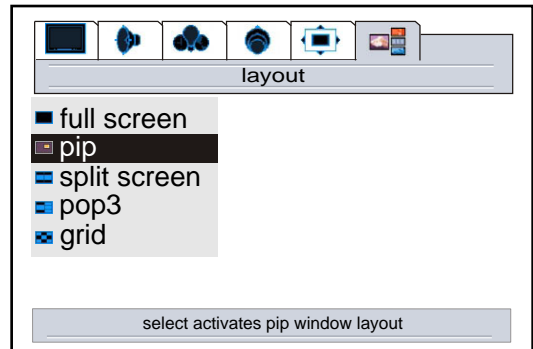 layout
full screen
pip
split screen
pop3
grid
select activates pip window layout